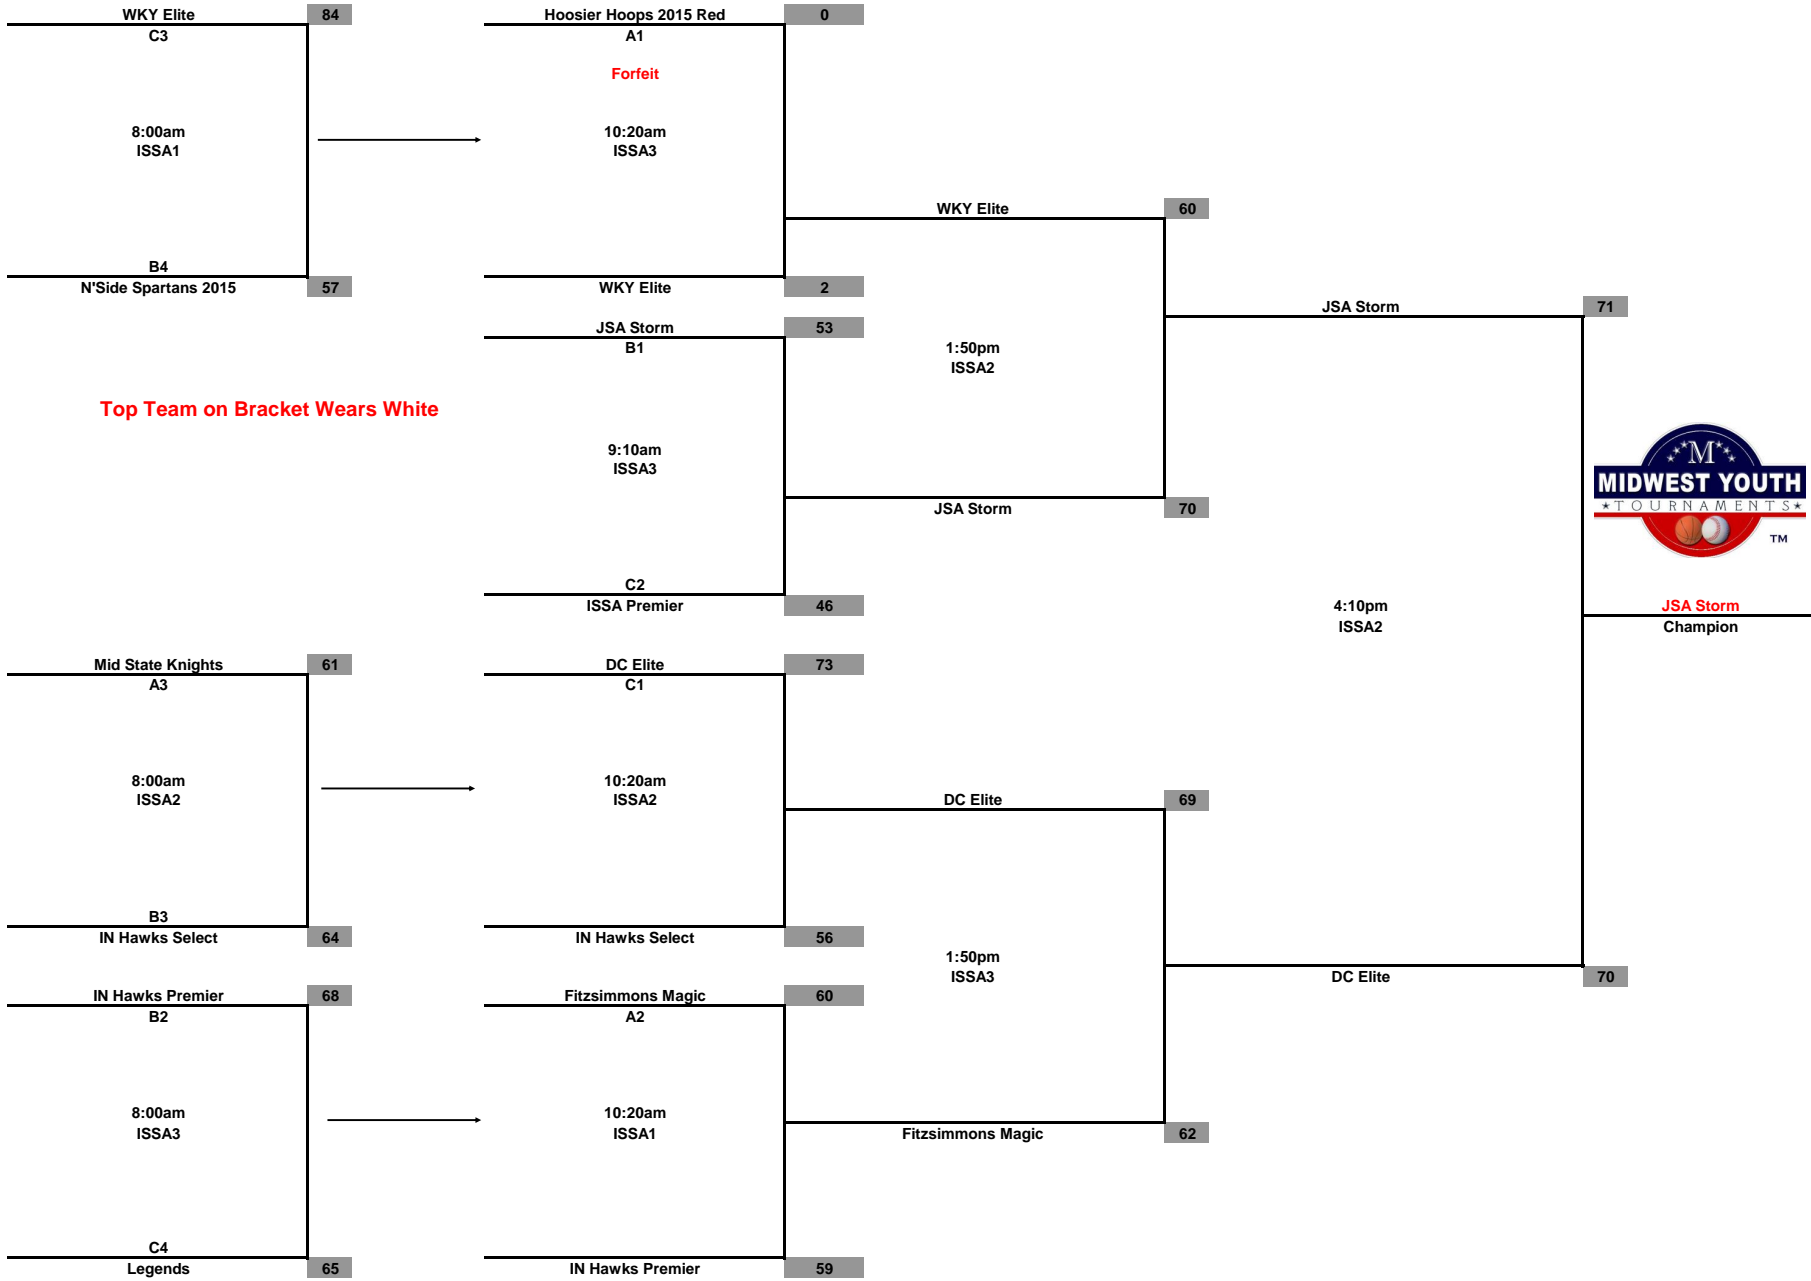 WKY Elite 84
C3
8:00am
ISSA1
B4
N'Side Spartans 2015 57
Hoosier Hoops 2015 Red 0
A1
Forfeit
10:20am
ISSA3
WKY Elite 2
JSA Storm 53
B1
9:10am
ISSA3
C2
ISSA Premier 46
Top Team on Bracket Wears White
WKY Elite 60
1:50pm
ISSA2
JSA Storm 70
JSA Storm 71
4:10pm
ISSA2
DC Elite 70
M
MIDWEST YOUTH
TOURNAMENTS
TM
JSA Storm
Champion
Mid State Knights 61
A3
8:00am
ISSA2
B3
IN Hawks Select 64
DC Elite 73
C1
10:20am
ISSA2
IN Hawks Select 56
DC Elite 69
1:50pm
ISSA3
Fitzsimmons Magic 62
IN Hawks Premier 68
B2
8:00am
ISSA3
C4
Legends 65
Fitzsimmons Magic 60
A2
10:20am
ISSA1
IN Hawks Premier 59